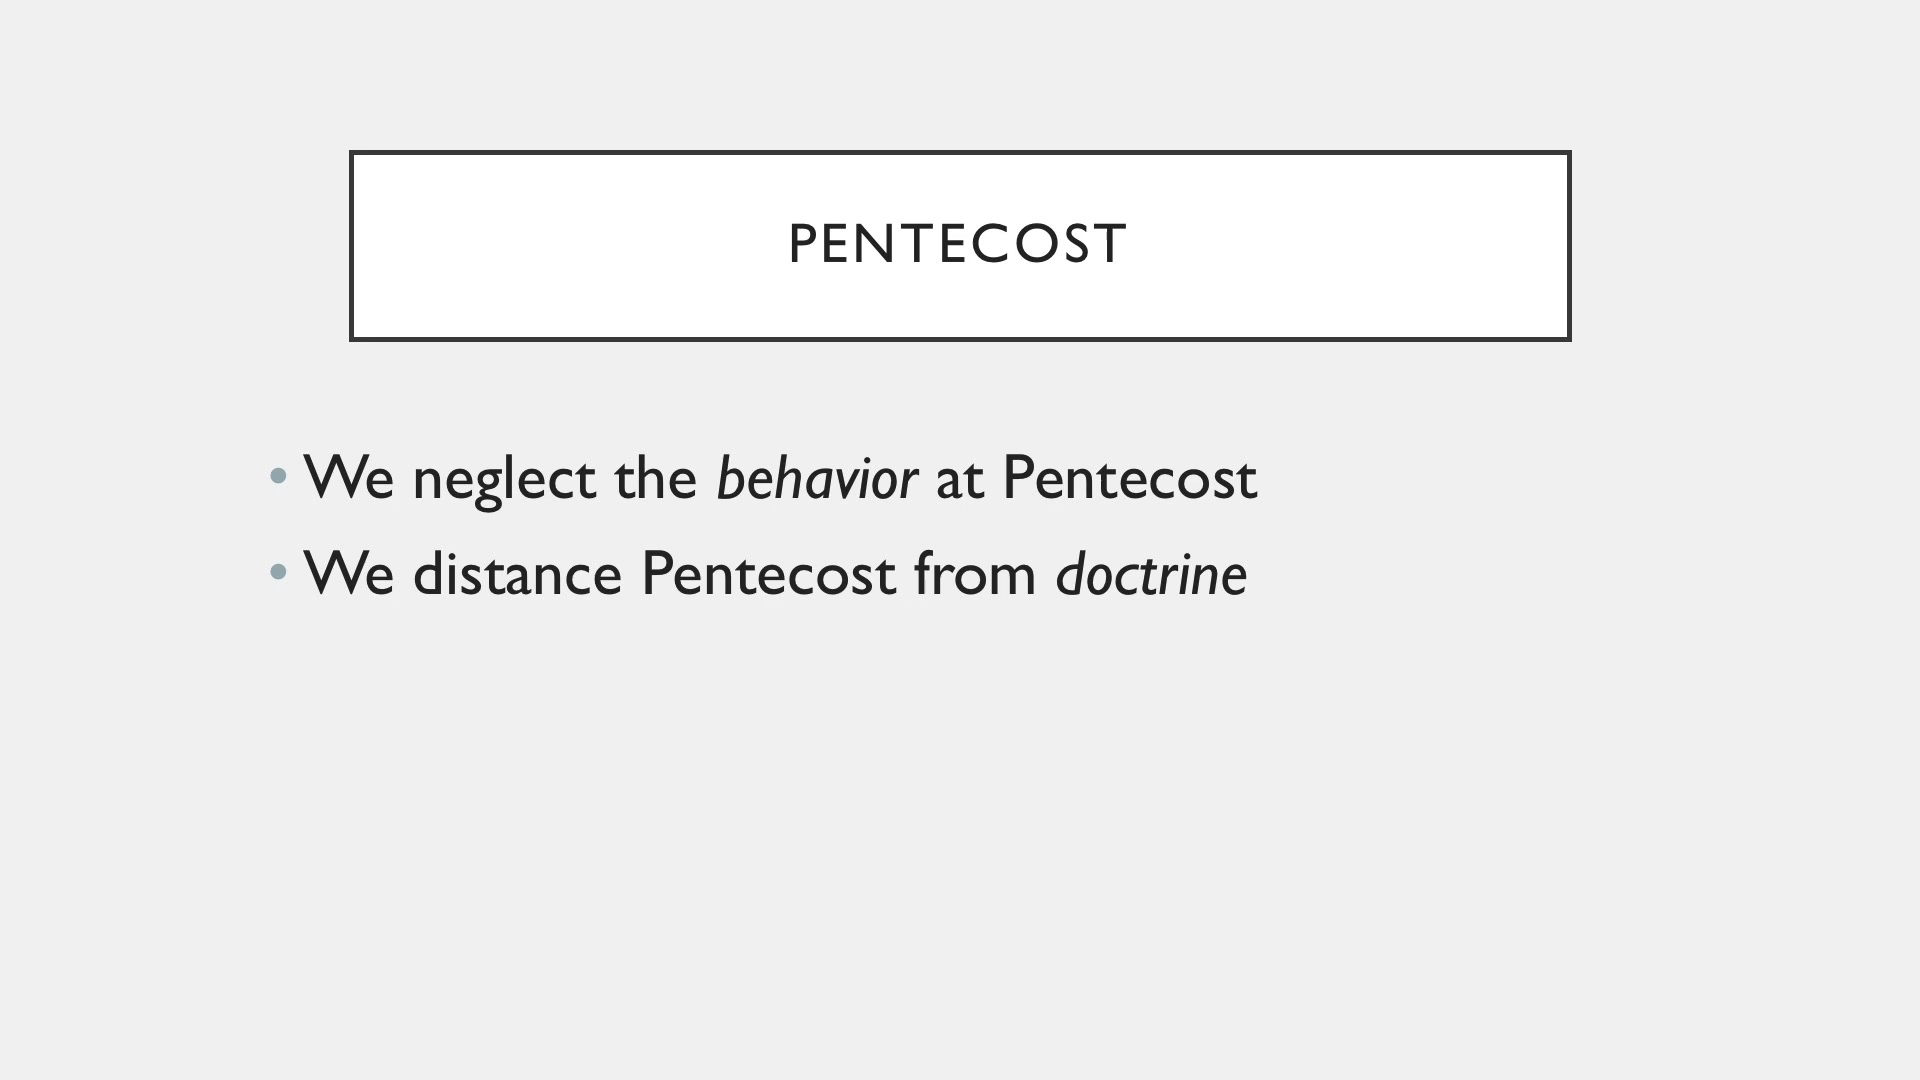 PENTECOST
• We neglect the behavior at Pentecost
• We distance Pentecost from doctrine